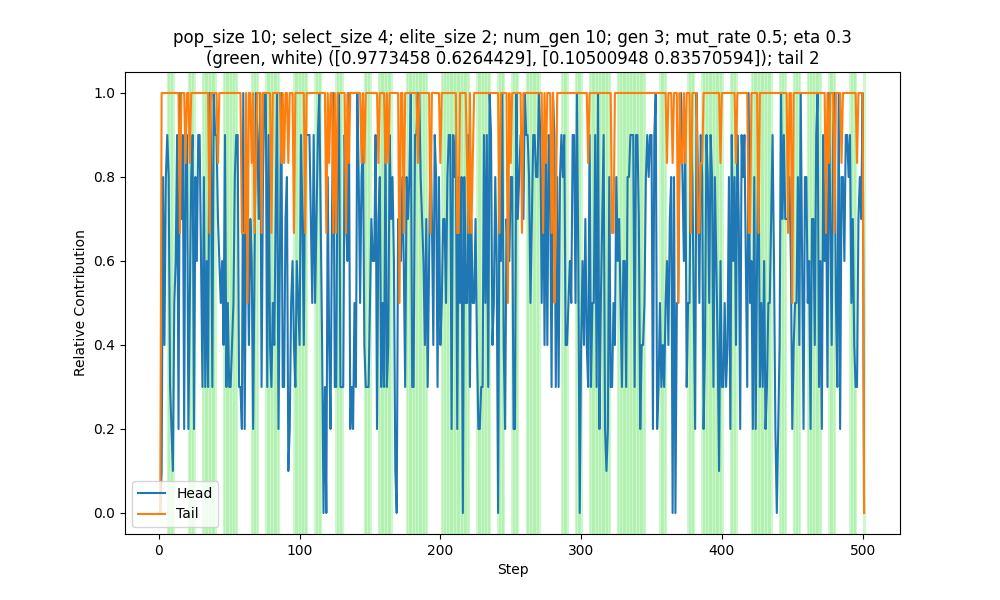 pop_size 10; select_size 4; elite_size 2; num_gen 10; gen 3; mut_rate 0.5; eta 0.3
(green, white) ([0.9773458 0.6264429], [0.10500948 0.83570594]); tail 2
1.0
0.8
0.6
0.4
0.2
0.0
Relative Contribution
Head
Tail
0
100
200
300
400
500
Step